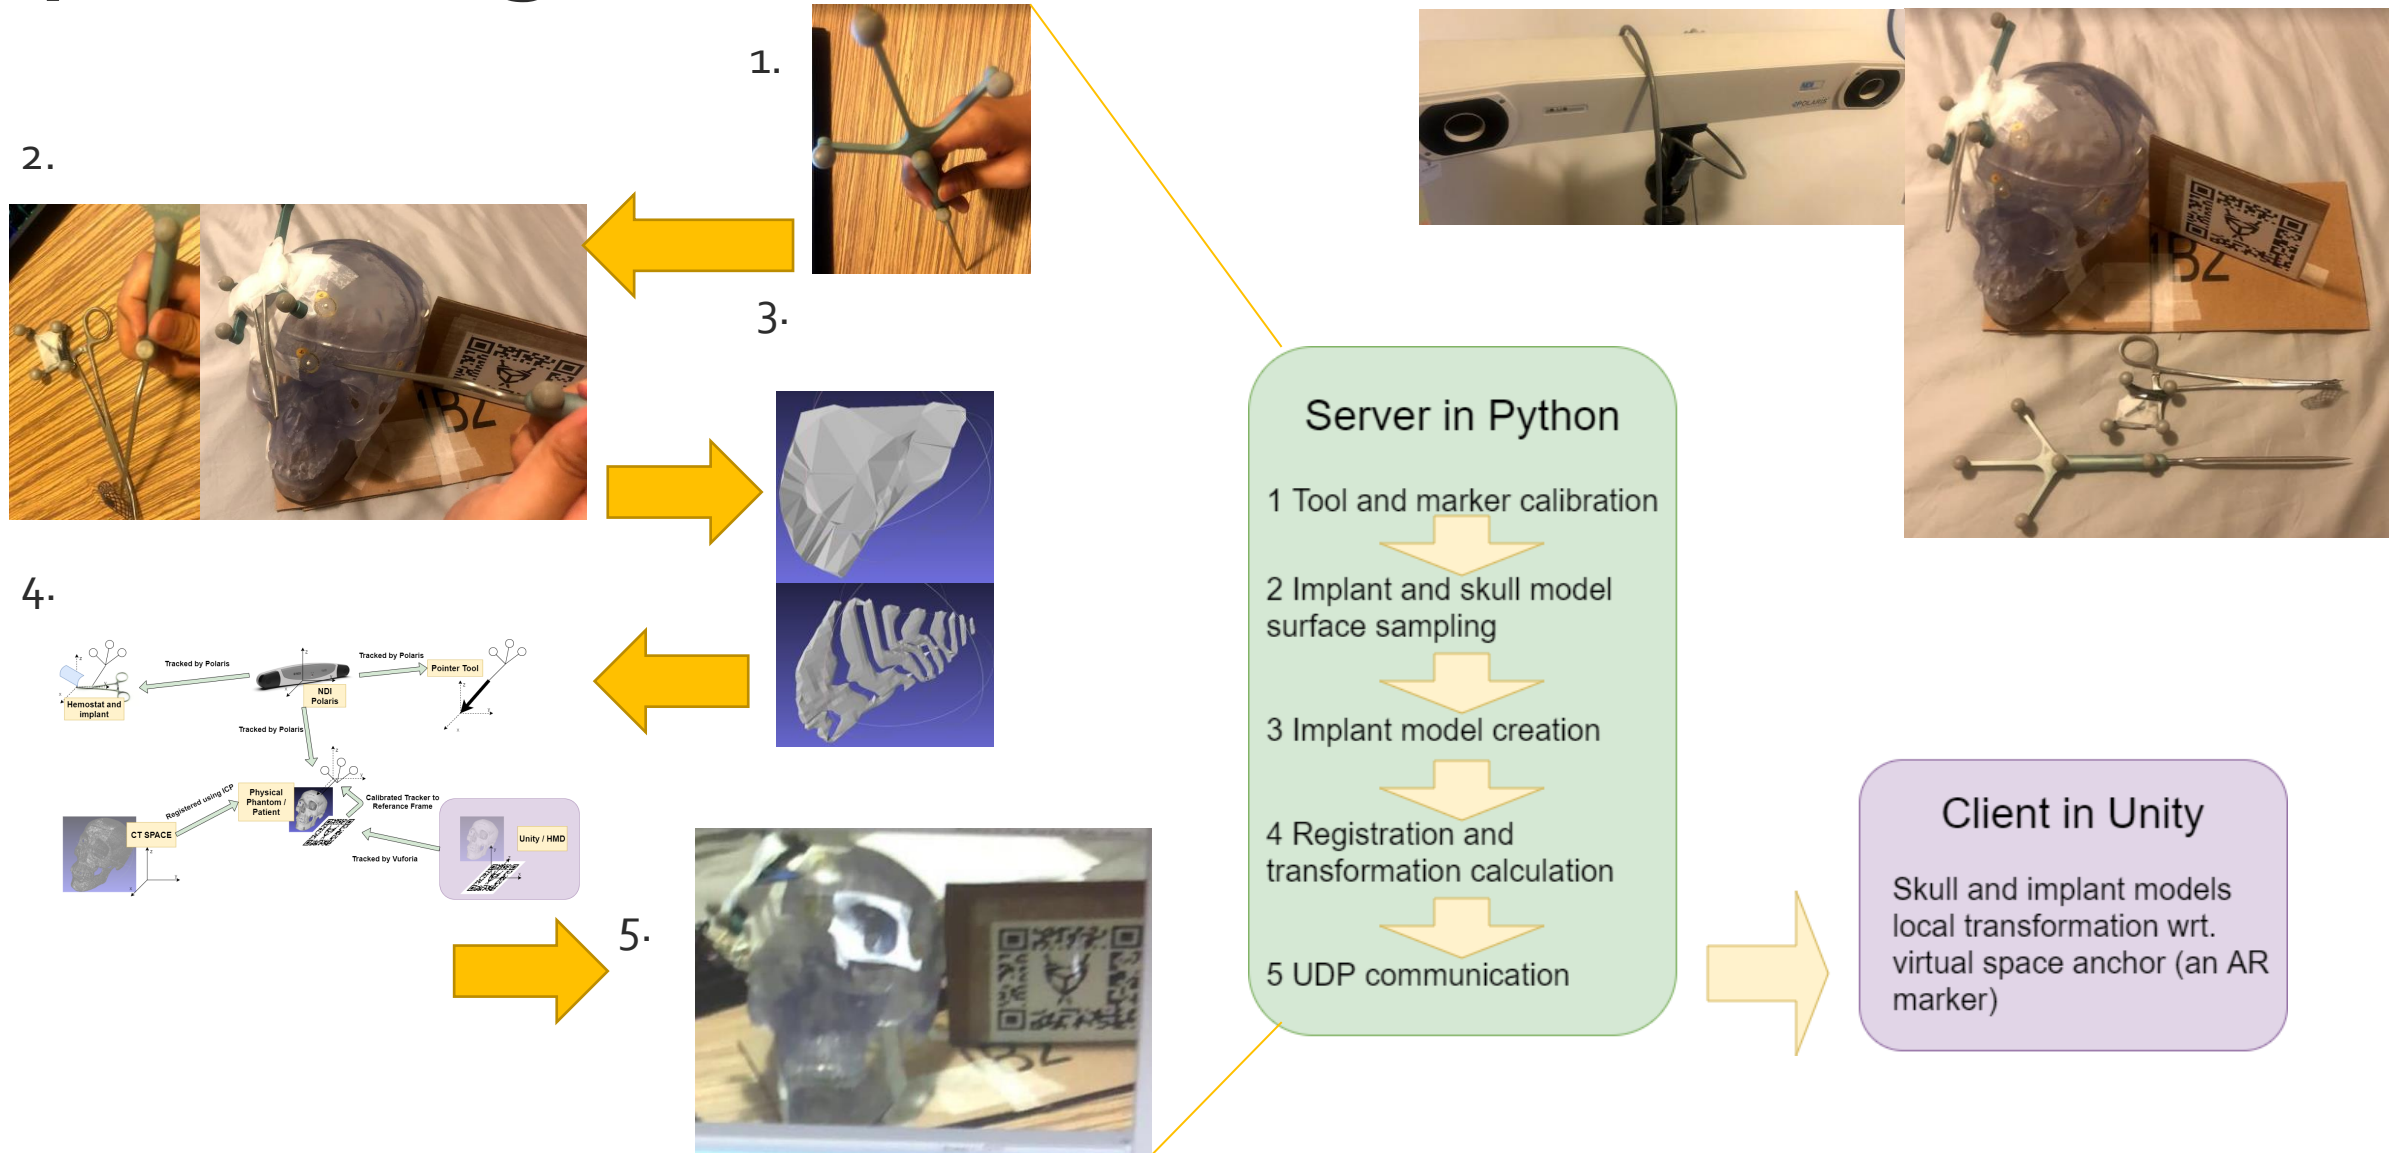 1.
2.
3.
4.
5.
Tracked by Polaris
Tracked by Polaris
Pointer Tool
NDI
Polaris
Hemostat and
implant
Tracked by Polaris
Registered using ICP
Physical
Phantom /
Patient
Calibrated Tracker to
Referance Frame
CT SPACE
Unity / HMD
Tracked by Vuforia
Server in Python
1 Tool and marker calibration
2 Implant and skull model
surface sampling
3 Implant model creation
4 Registration and
transformation calculation
5 UDP communication
Client in Unity
Skull and implant models
local transformation wrt.
virtual space anchor (an AR
marker)
POLARIS
1B2
1B2
1B2